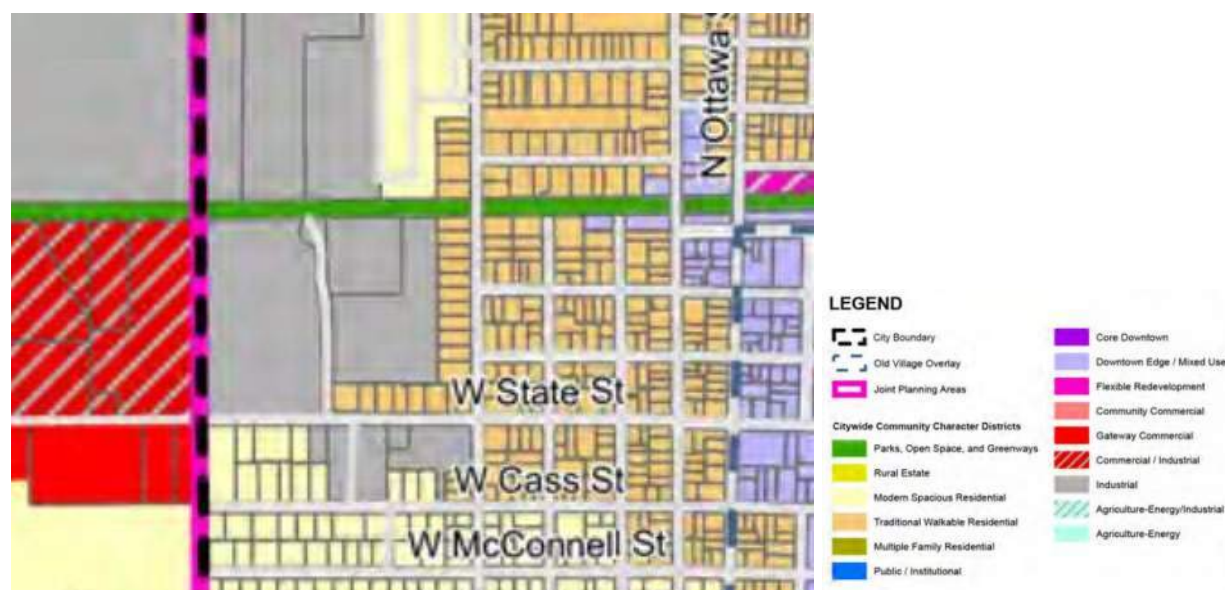 N Ottawa S
W State St
W Cass St
W McConnell St
LEGEND
City Boundary
Old Village Overlay
Joint Planning Areas
Citywide Community Character Districts
Parks, Open Space, and Greenways
Rural Estate
Modern Spacious Residential
Traditional Walkable Residential
Multiple Family Residential
Public / Institutional
Core Downtown
Downtown Edge / Mixed Use
Flexible Redevelopment
Community Commercial
Gateway Commercial
Commercial / Industrial
Industrial
Agriculture-Energy/Industrial
Agriculture-Energy